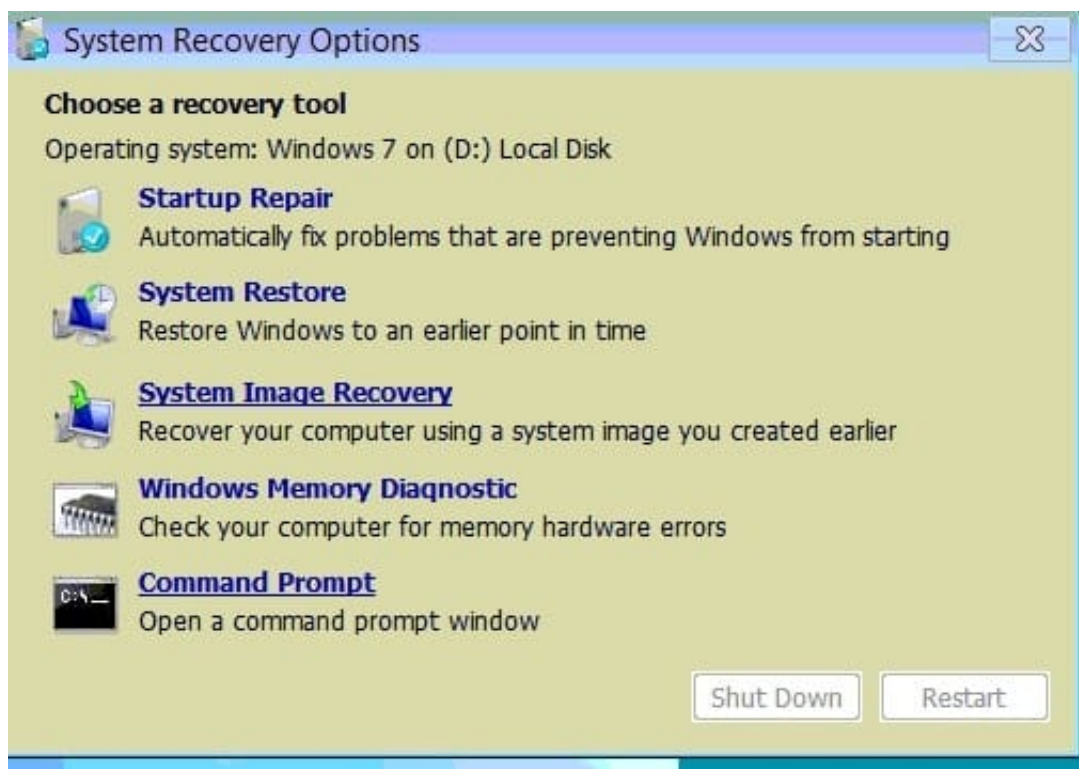 System Recovery Options
Choose a recovery tool
Operating system: Windows 7 on (D:) Local Disk
Startup Repair
Automatically fix problems that are preventing Windows from starting
System Restore
Restore Windows to an earlier point in time
System Image Recovery
Recover your computer using a system image you created earlier
Windows Memory Diagnostic
Check your computer for memory hardware errors
C:\_
Command Prompt
Open a command prompt window
Shut Down
Restart